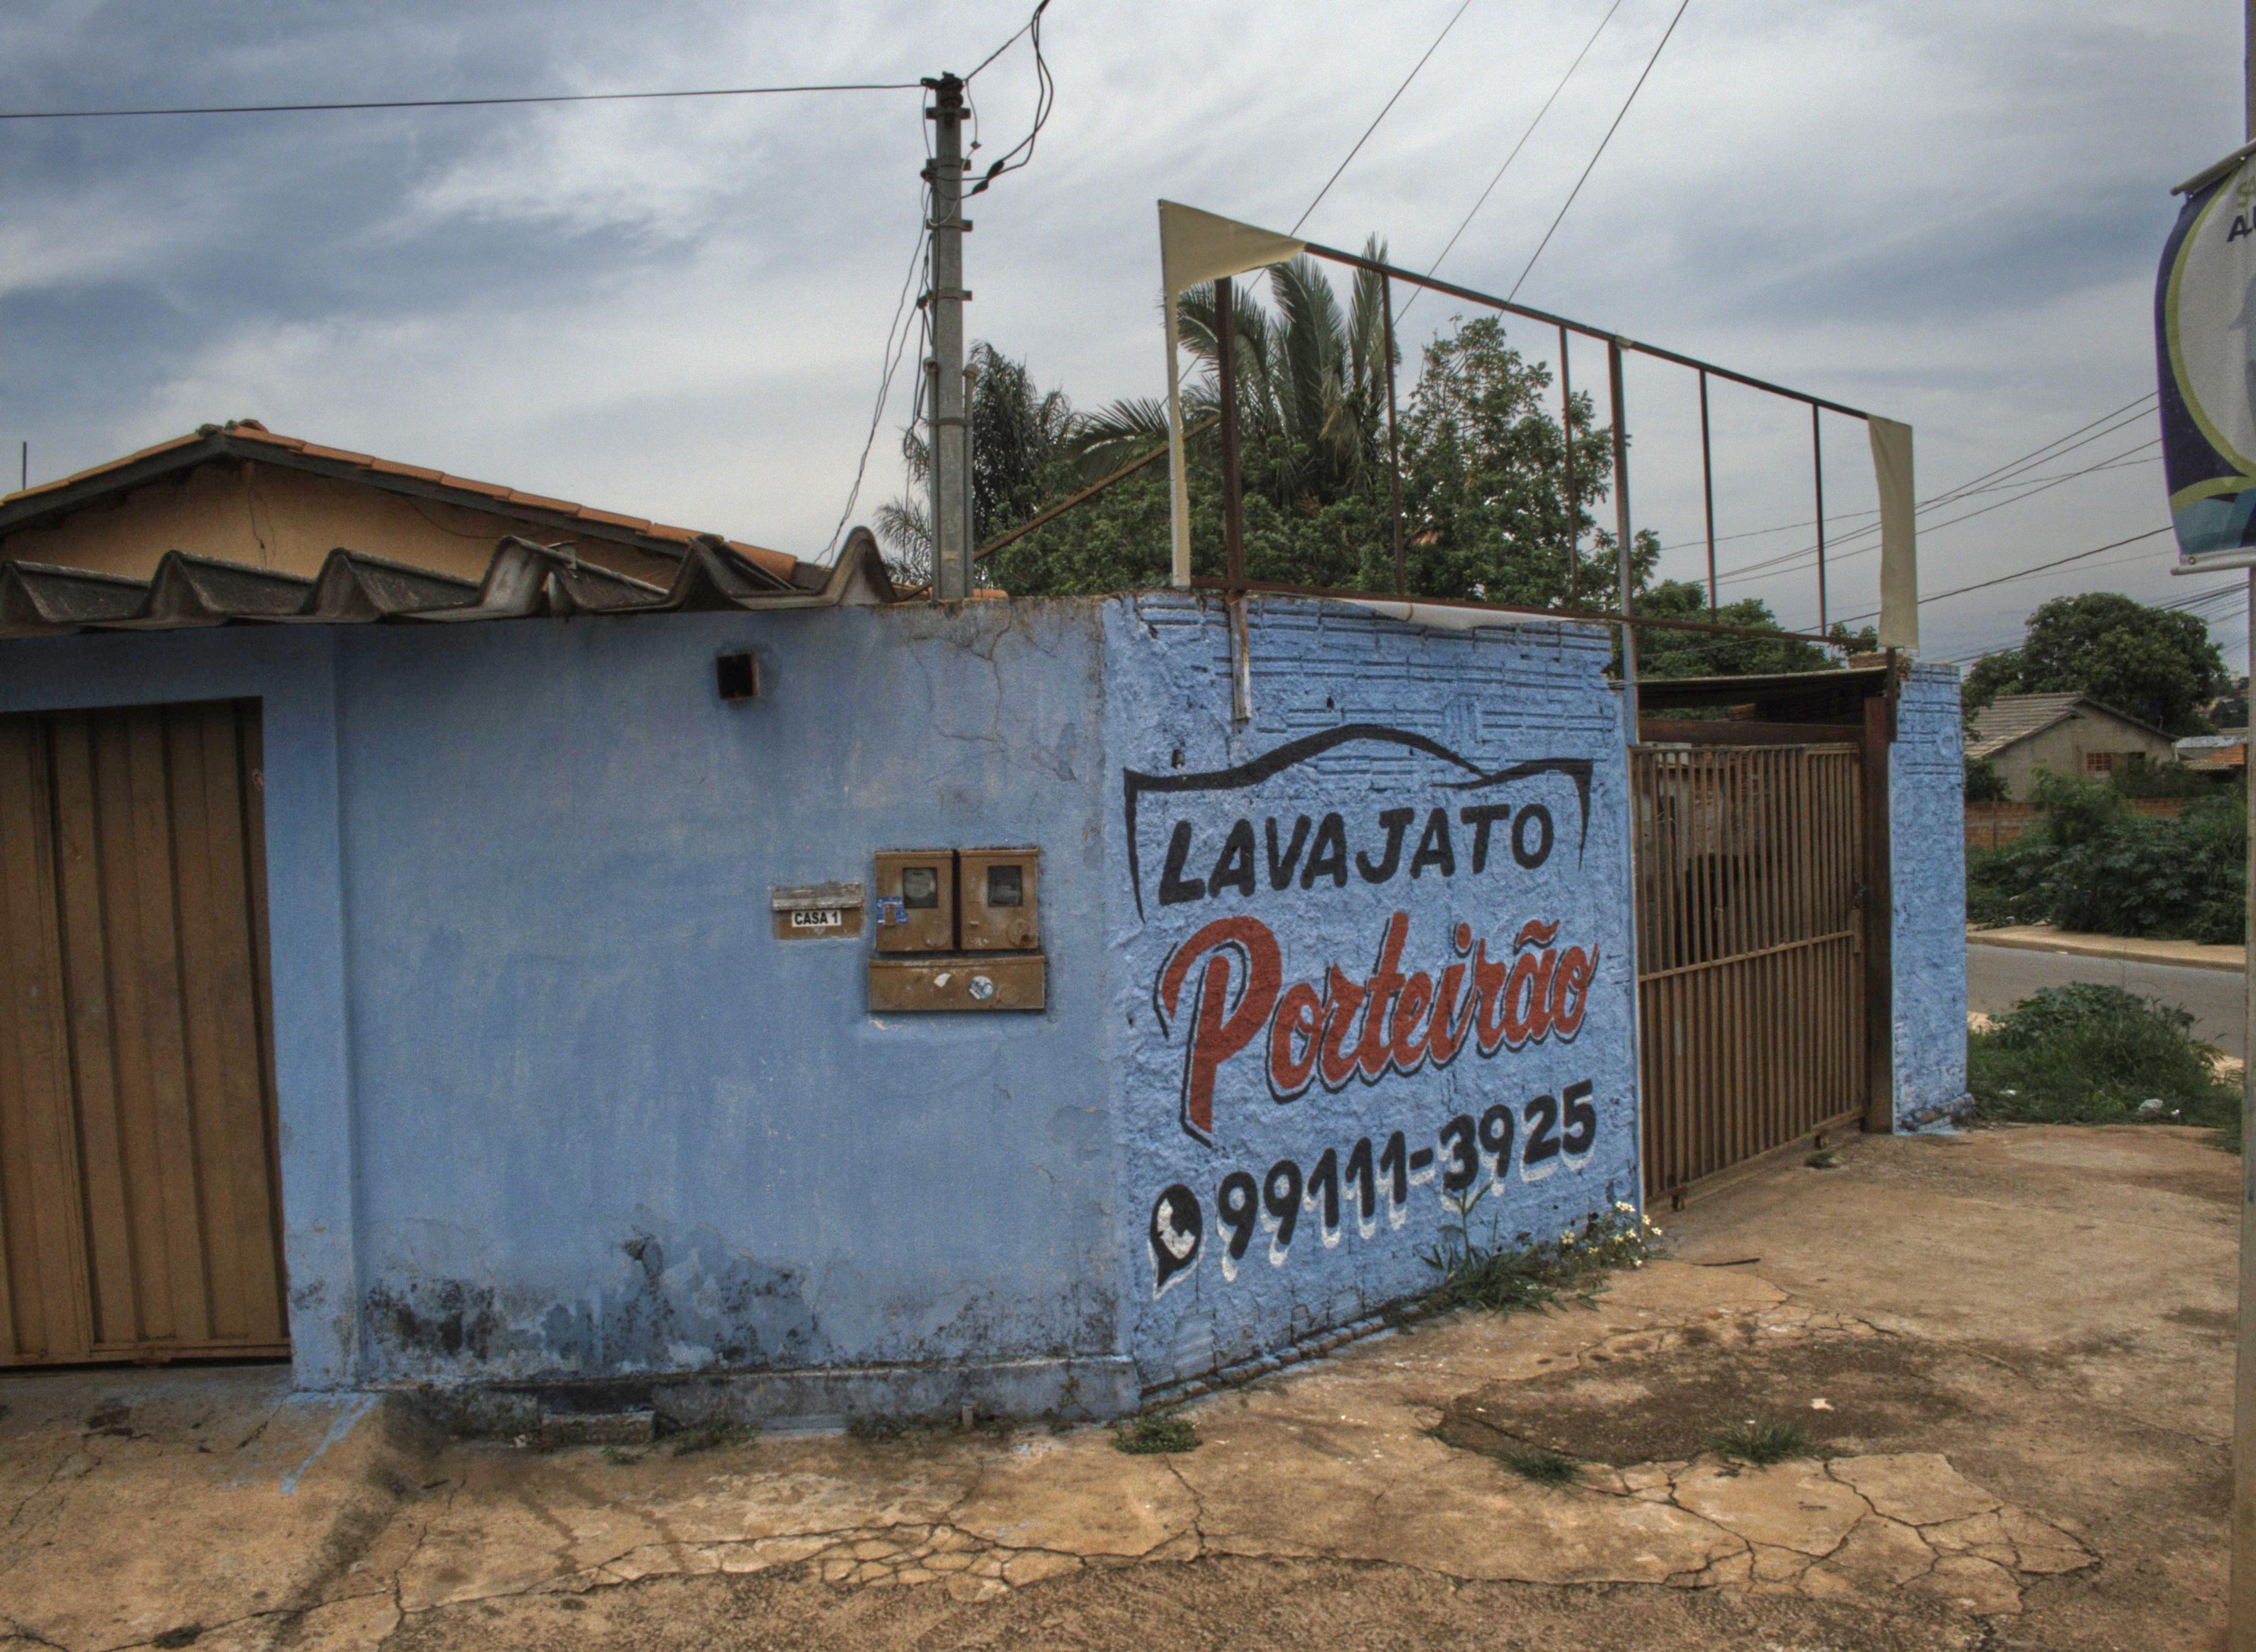 CASA 1
LAVAJATO
Porteirão
99111-3925